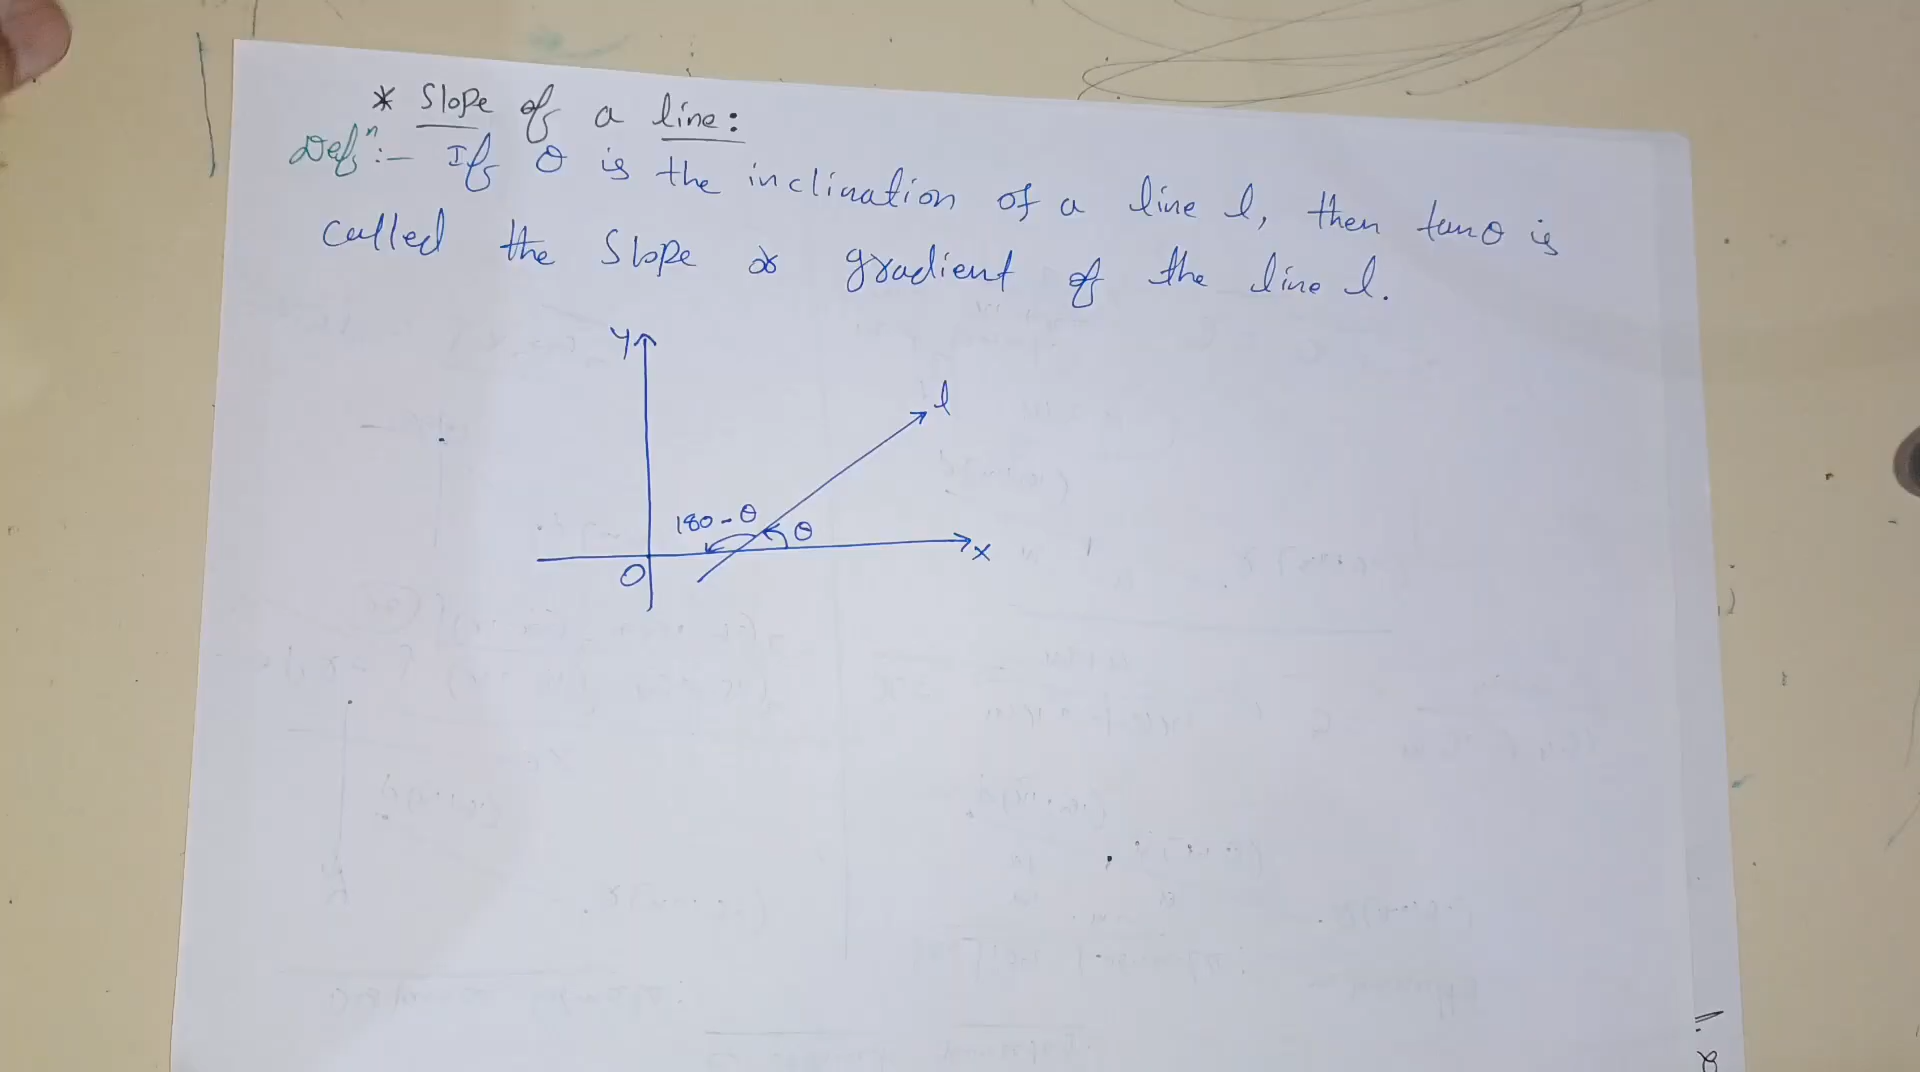 * Slope of a line:
Defⁿ :- If θ is the inclination of a line l, then tanθ is
called the Slope or gradient of the line l.
Y
l
180-θ
θ
X
O